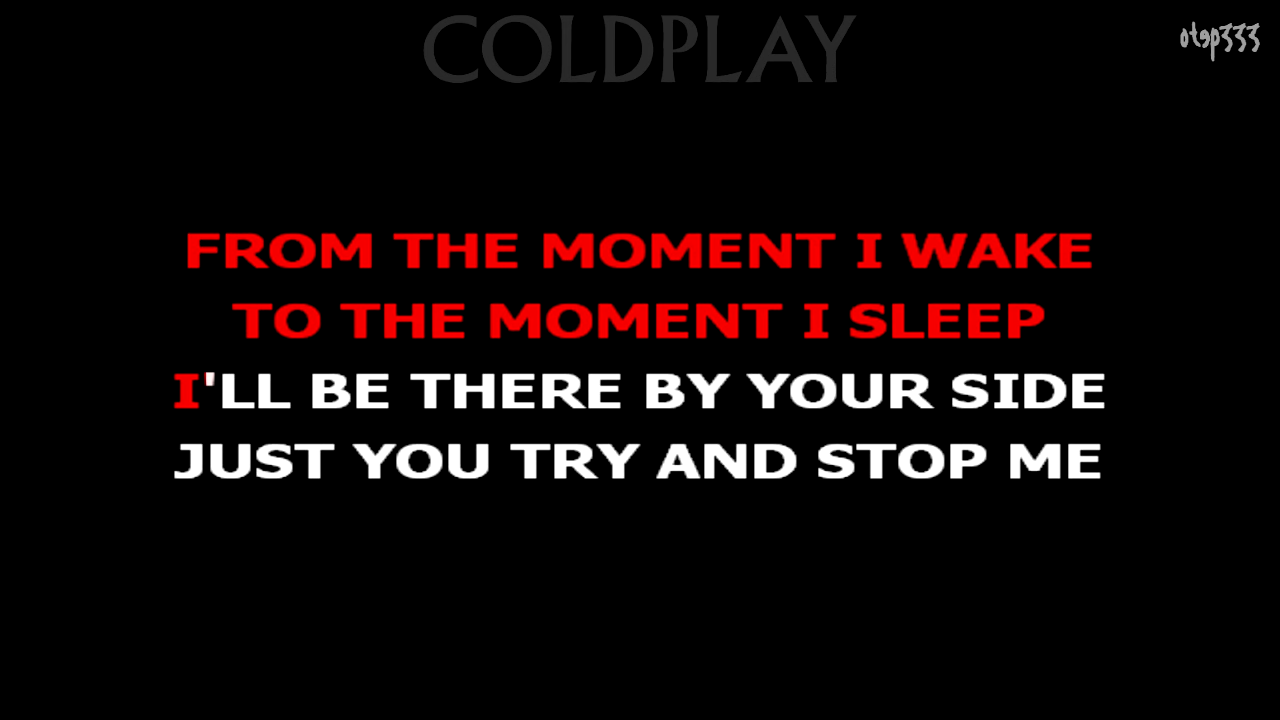 COLDPLAY
otep333
FROM THE MOMENT I WAKE
TO THE MOMENT I SLEEP
I'LL BE THERE BY YOUR SIDE
JUST YOU TRY AND STOP ME